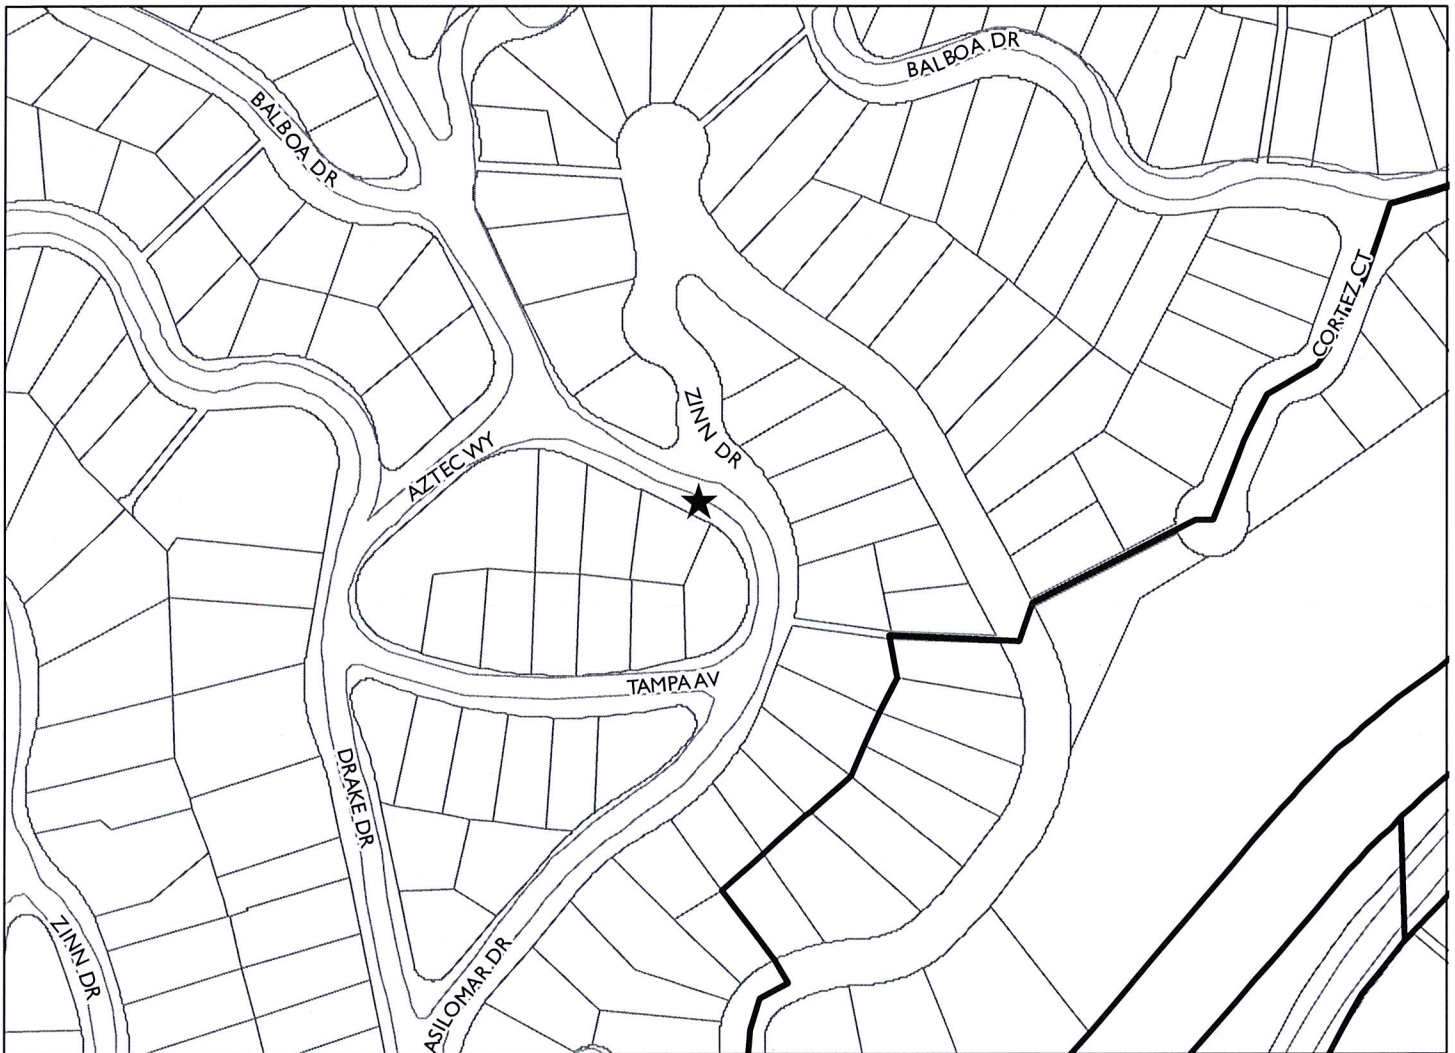 BALBOA DR
BALBOA DR
CORTEZ CT
ZINN DR
AZTEC WY
TAMPA AV
DRAKE DR
ZINN DR
ASILOMAR DR